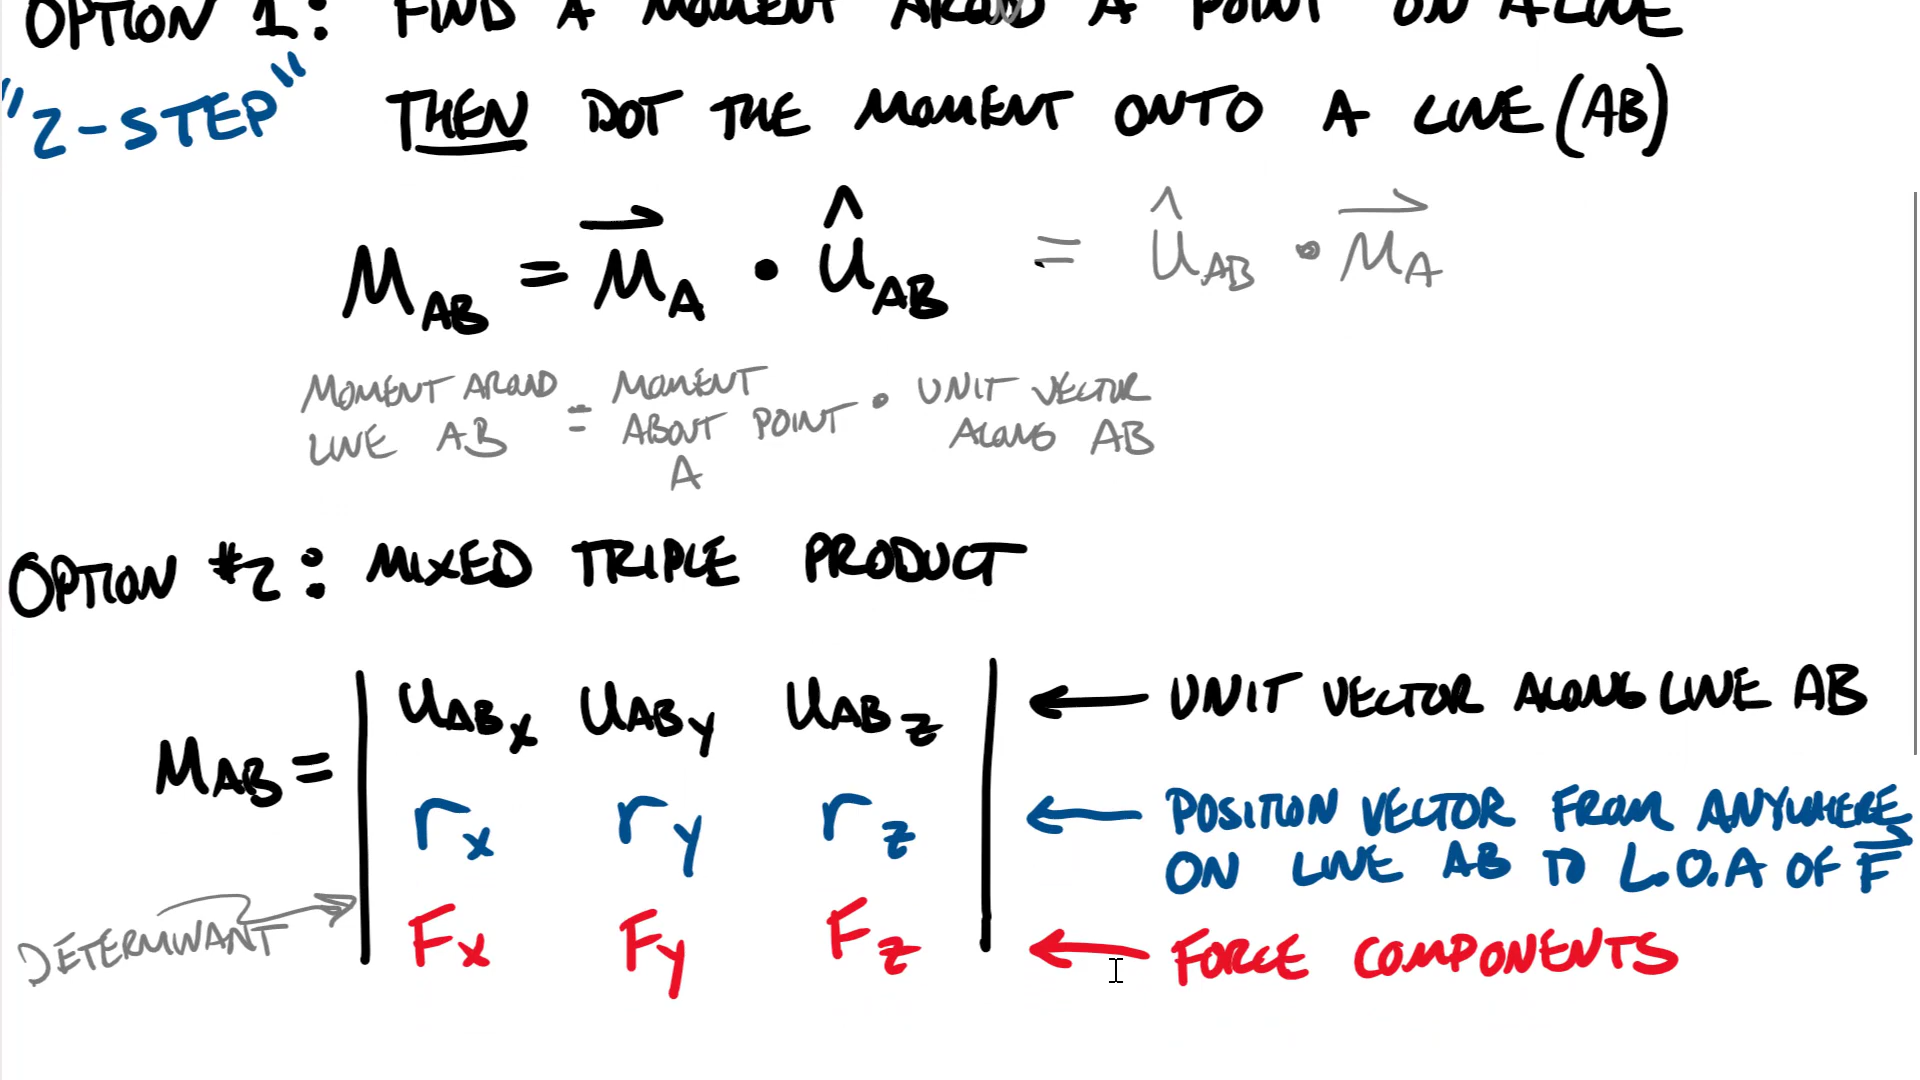 OPTION 1: FIND A MOMENT AROUND A POINT ON A LINE
"2-STEP" THEN DOT THE MOMENT ONTO A LINE (AB)
M_AB = M_A • û_AB = û_AB • M_A
MOMENT AROUND LINE AB = MOMENT ABOUT POINT A • UNIT VECTOR ALONG AB
OPTION #2: MIXED TRIPLE PRODUCT
U_ABx U_ABy U_ABz ← UNIT VECTOR ALONG LINE AB
M_AB =
r_x r_y r_z ← POSITION VECTOR FROM ANYWHERE
ON LINE AB TO L.O.A OF F
DETERMINANT F_x F_y F_z ← FORCE COMPONENTS